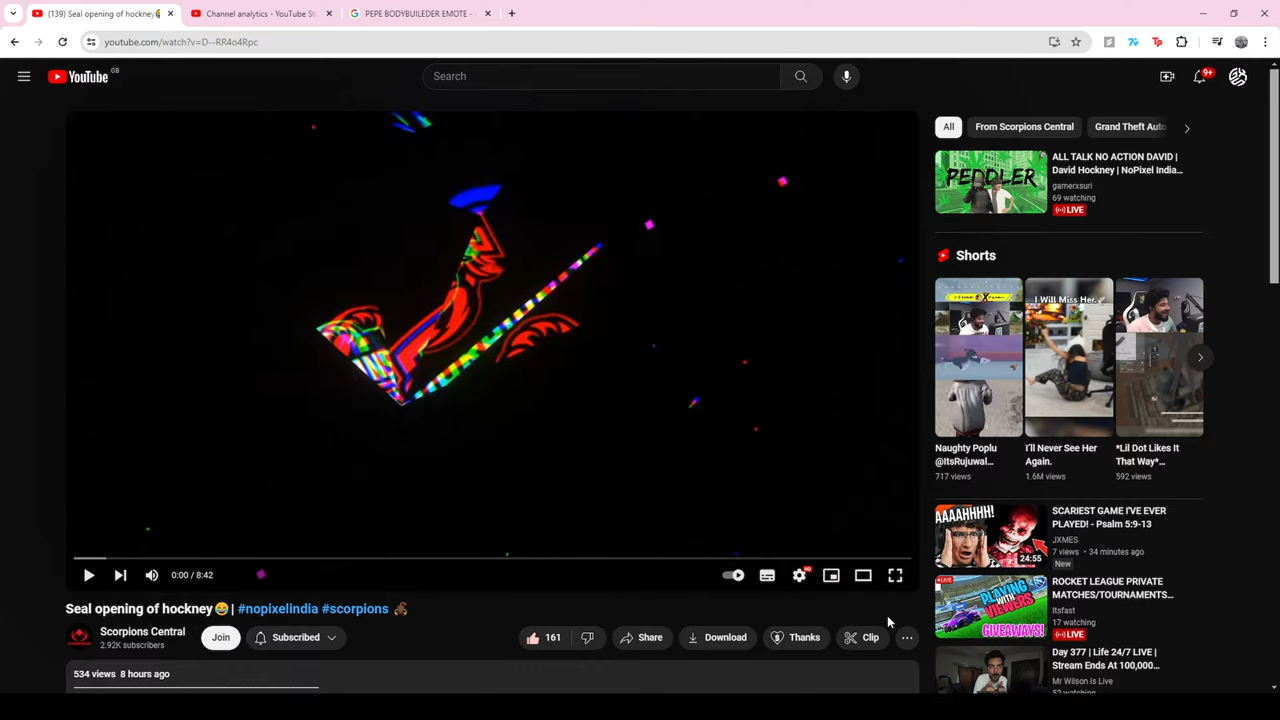 (139) Seal opening of hockney😂
Channel analytics - YouTube St
PEPE BODYBUILEDER EMOTE -
youtube.com/watch?v=D--RR4o4Rpc
YouTube GB
Search
9+
All
From Scorpions Central
Grand Theft Auto
PEDDLER
ALL TALK NO ACTION DAVID |
David Hockney | NoPixel India...
gamerxsuri
69 watching
LIVE
Shorts
I Will Miss Her.
Naughty Poplu
@ItsRujuwal...
717 views
I'll Never See Her
Again.
1.6M views
*Lil Dot Likes It
That Way*...
592 views
AAAAHHHH!
24:55
SCARIEST GAME I'VE EVER
PLAYED! - Psalm 5:9-13
JXMES
7 views • 34 minutes ago
New
LIVE
PLAYING
WITH
VIEWERS
GIVEAWAYS!
ROCKET LEAGUE PRIVATE
MATCHES/TOURNAMENTS...
Itsfast
17 watching
LIVE
Day 377 | Life 24/7 LIVE |
Stream Ends At 100,000...
Mr Wilson Is Live
52 watching
0:00 / 8:42
HD
Seal opening of hockney😂 | #nopixelindia #scorpions 🦂
Scorpions Central
2.92K subscribers
Join
Subscribed
161
Share
Download
Thanks
Clip
534 views 8 hours ago